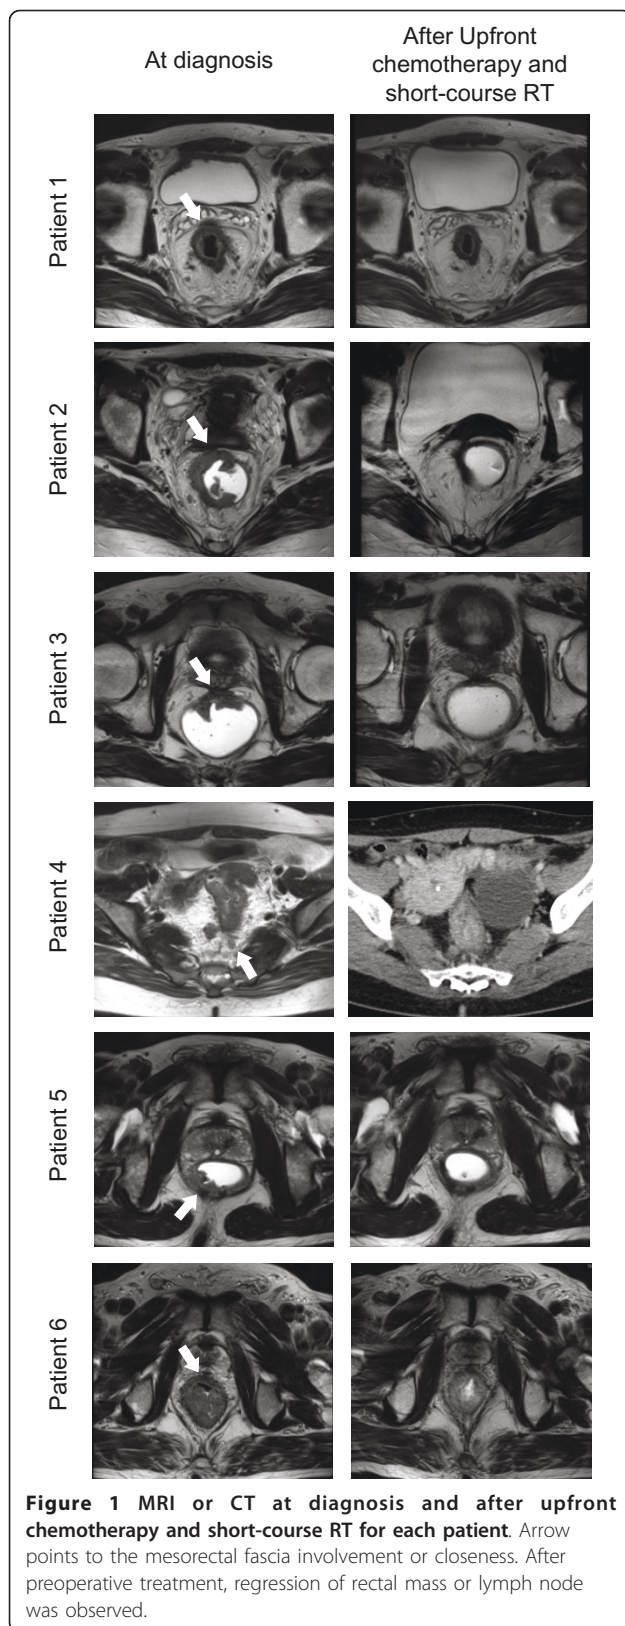 At diagnosis
After Upfront
chemotherapy and
short-course RT
Patient 1
Patient 2
Patient 3
Patient 4
Patient 5
Patient 6
Figure 1 MRI or CT at diagnosis and after upfront
chemotherapy and short-course RT for each patient. Arrow
points to the mesorectal fascia involvement or closeness. After
preoperative treatment, regression of rectal mass or lymph node
was observed.